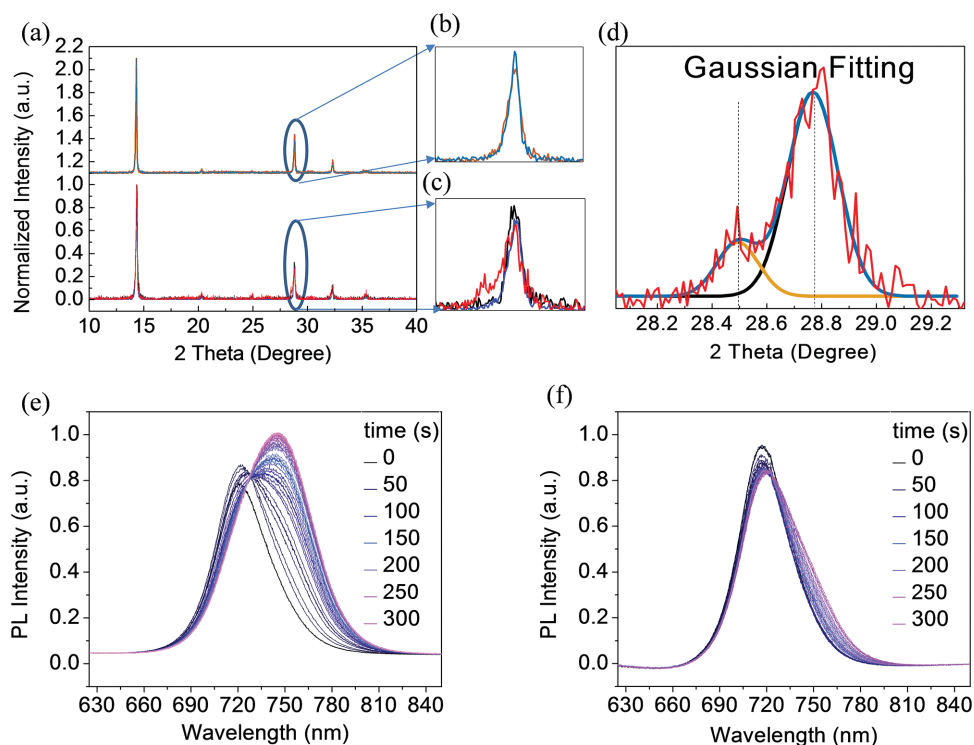 (a)
Normalized Intensity (a.u.)
2.2
2.0
1.8
1.6
1.4
1.2
1.0
0.8
0.6
0.4
0.2
0.0
10 15 20 25 30 35 40
2 Theta (Degree)
(b)
(c)
(d)
Gaussian Fitting
28.2 28.4 28.6 28.8 29.0 29.2
2 Theta (Degree)
(e)
PL Intensity (a.u.)
1.0
0.8
0.6
0.4
0.2
0.0
630 660 690 720 750 780 810 840
Wavelength (nm)
time (s)
0
50
100
150
200
250
300
(f)
PL Intensity (a.u.)
1.0
0.8
0.6
0.4
0.2
0.0
630 660 690 720 750 780 810 840
Wavelength (nm)
time (s)
0
50
100
150
200
250
300